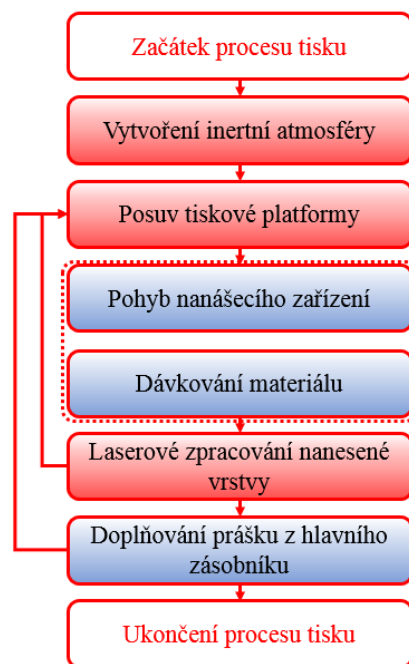 Začátek procesu tisku
Vytvoření inertní atmosféry
Posuv tiskové platformy
Pohyb nanášecího zařízení
Dávkování materiálu
Laserové zpracování nanesené
vrstvy
Doplňování prášku z hlavního
zásobníku
Ukončení procesu tisku